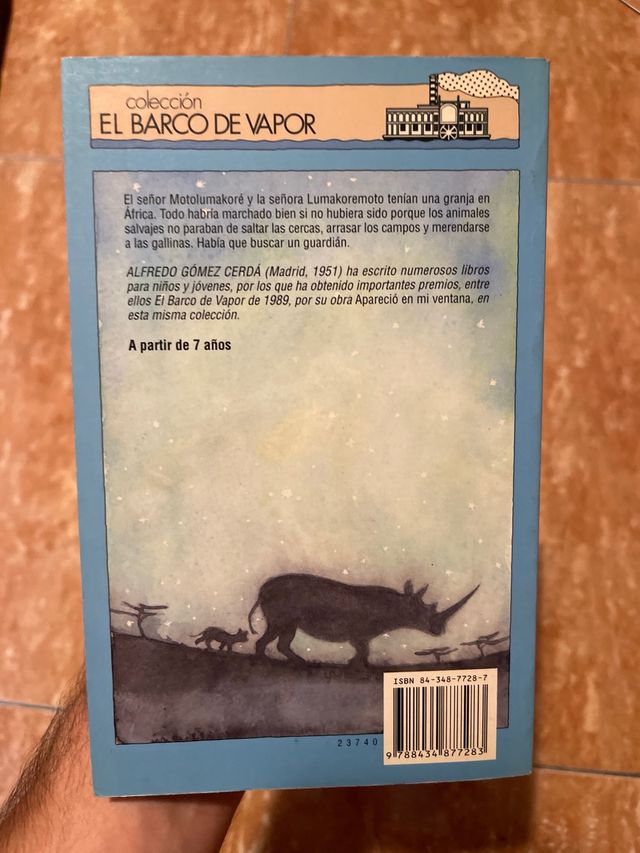 colección
EL BARCO DE VAPOR
El señor Motolumakoré y la señora Lumakoremoto tenían una granja en
África. Todo habría marchado bien si no hubiera sido porque los animales
salvajes no paraban de saltar las cercas, arrasar los campos y merendarse
a las gallinas. Había que buscar un guardián.
ALFREDO GÓMEZ CERDÁ (Madrid, 1951) ha escrito numerosos libros
para niños y jóvenes, por los que ha obtenido importantes premios, entre
ellos El Barco de Vapor de 1989, por su obra Apareció en mi ventana, en
esta misma colección.
A partir de 7 años
ISBN 84-348-7728-7
23740
9 788434 877283